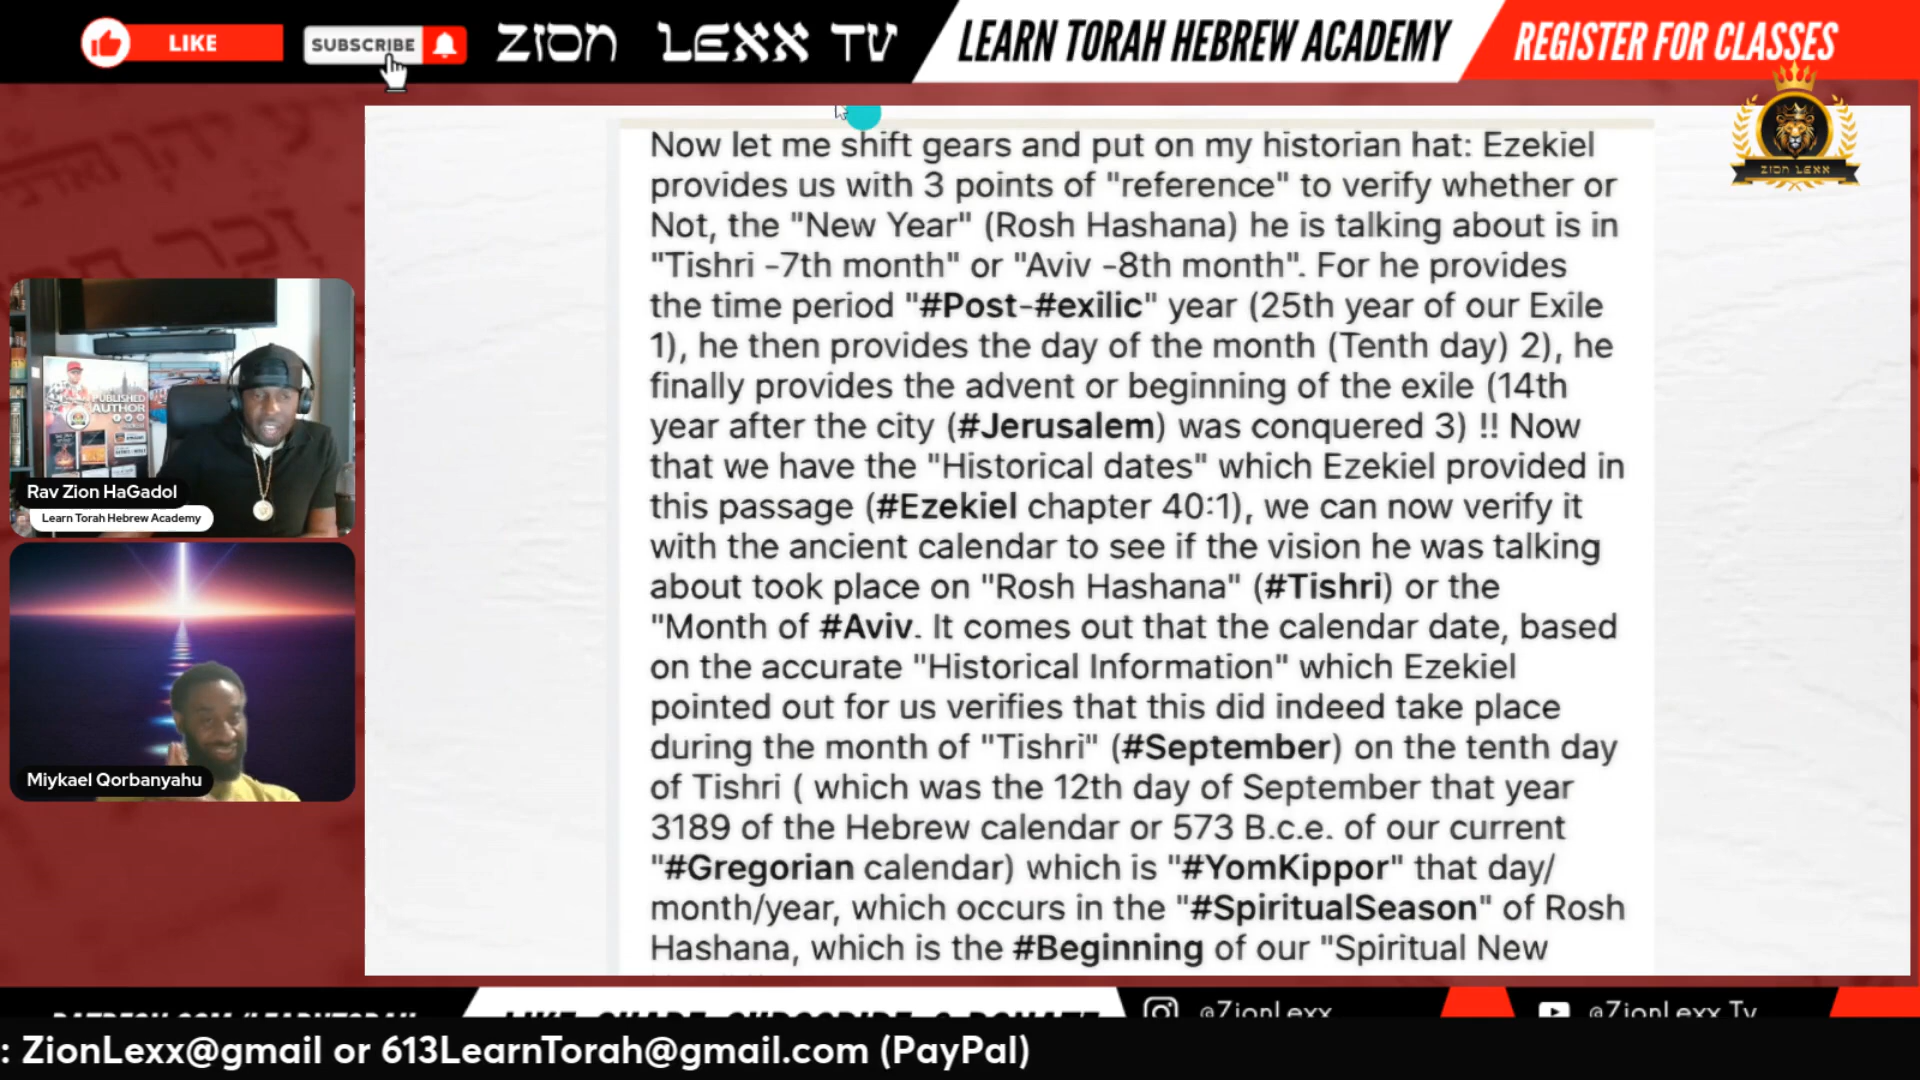 LIKE
SUBSCRIBE
ZION LEXX TV
LEARN TORAH HEBREW ACADEMY
REGISTER FOR CLASSES
ZION LEXX
Now let me shift gears and put on my historian hat: Ezekiel
provides us with 3 points of "reference" to verify whether or
Not, the "New Year" (Rosh Hashana) he is talking about is in
"Tishri -7th month" or "Aviv -8th month". For he provides
the time period "#Post-#exilic" year (25th year of our Exile
1), he then provides the day of the month (Tenth day) 2), he
finally provides the advent or beginning of the exile (14th
year after the city (#Jerusalem) was conquered 3) !! Now
that we have the "Historical dates" which Ezekiel provided in
this passage (#Ezekiel chapter 40:1), we can now verify it
with the ancient calendar to see if the vision he was talking
about took place on "Rosh Hashana" (#Tishri) or the
"Month of #Aviv. It comes out that the calendar date, based
on the accurate "Historical Information" which Ezekiel
pointed out for us verifies that this did indeed take place
during the month of "Tishri" (#September) on the tenth day
of Tishri ( which was the 12th day of September that year
3189 of the Hebrew calendar or 573 B.c.e. of our current
"#Gregorian calendar) which is "#YomKippor" that day/
month/year, which occurs in the "#SpiritualSeason" of Rosh
Hashana, which is the #Beginning of our "Spiritual New
PUBLISHED
AUTHOR
Rav Zion HaGadol
Learn Torah Hebrew Academy
Miykael Qorbanyahu
PATREON.COM/LEARNTORAH
LIKE, SHARE, SUBSCRIBE & DONATE
@ZionLexx
@ZionLexx Tv
: ZionLexx@gmail or 613LearnTorah@gmail.com (PayPal)